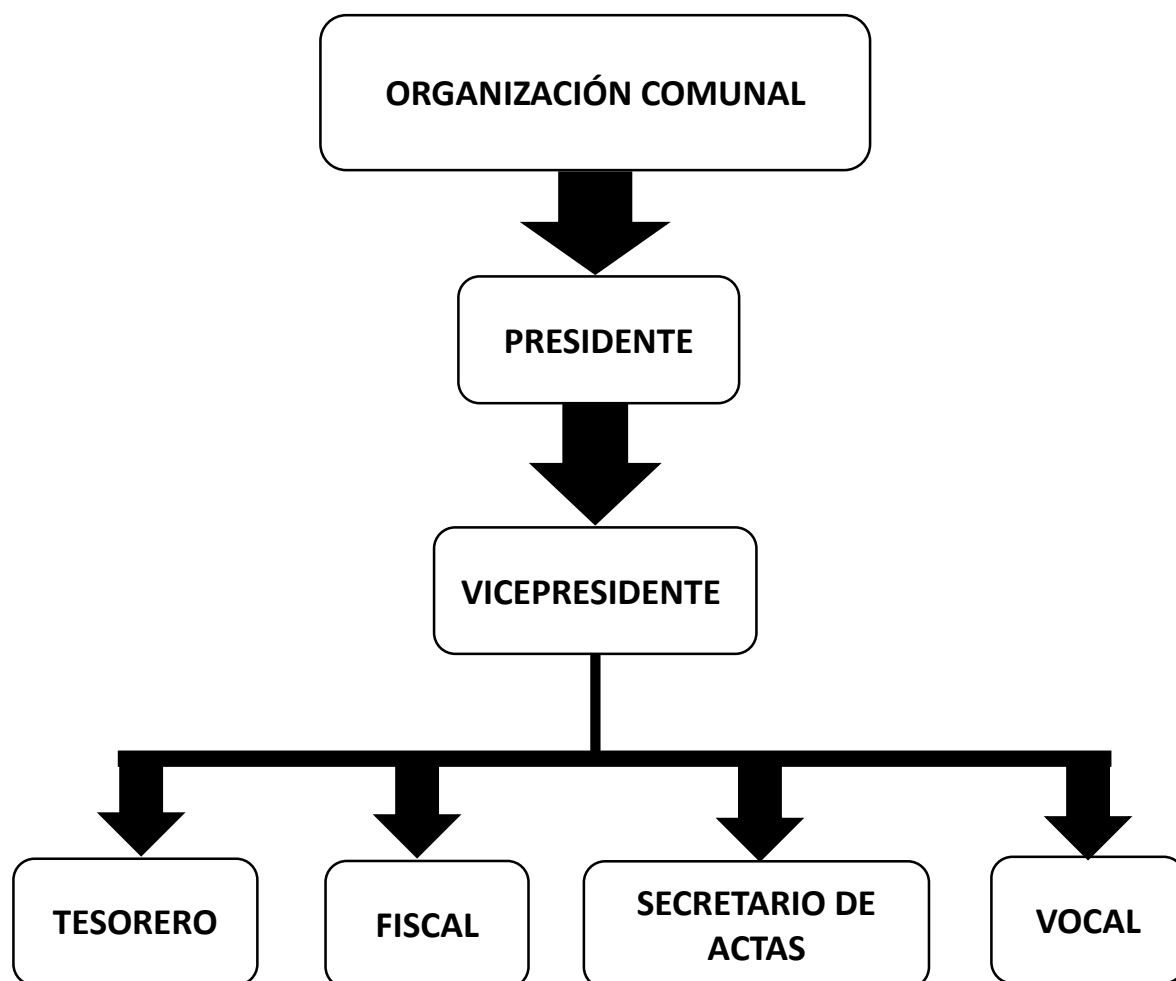 ORGANIZACIÓN COMUNAL
PRESIDENTE
VICEPRESIDENTE
TESORERO
FISCAL
SECRETARIO DE
ACTAS
VOCAL